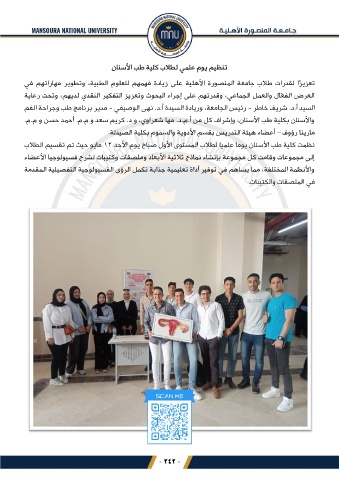 MANSOURA NATIONAL UNIVERSITY
جـامـعـة الـمنصورة الأهـلـيـة
MNU
تنظيم يوم علمي لطلاب كلية طب الأسنان
تعزيزًا لقدرات طلاب جامعة المنصورة الأهلية على زيادة فهمهم للعلوم الطبية، وتطوير مهاراتهم في
العرض الفعّال والعمل الجماعي، وقدرتهم على إجراء البحوث وتعزيز التفكير النقدي لديهم، وتحت رعاية
السيد أ.د. شريف خاطر - رئيس الجامعة، وريادة السيدة أ.د. نهى الوصيفي - مدير برنامج طب وجراحة الفم
والأسنان بكلية طب الأسنان، وإشراف كل من أ.م.د. مها شعراوي، و د. كريم سعد و م.م. أحمد حسن و م.م.
مارينا رؤوف - أعضاء هيئة التدريس بقسم الأدوية والسموم بكلية الصيدلة.
نظمت كلية طب الأسنان يوما علميا لطلاب المستوى الأول صباح يوم الأحد ١٢ مايو حيث تم تقسيم الطلاب
إلى مجموعات وقامت كل مجموعة بإنشاء نماذج ثلاثية الأبعاد وملصقات وكتيبات لشرح فسيولوجيا الأعضاء
والأنظمة المختلفة، مما يساهم في توفير أداة تعليمية جذابة تكمل الرؤى الفسيولوجية التفصيلية المقدمة
في الملصقات والكتيبات.
SCAN ME
٢٤٢